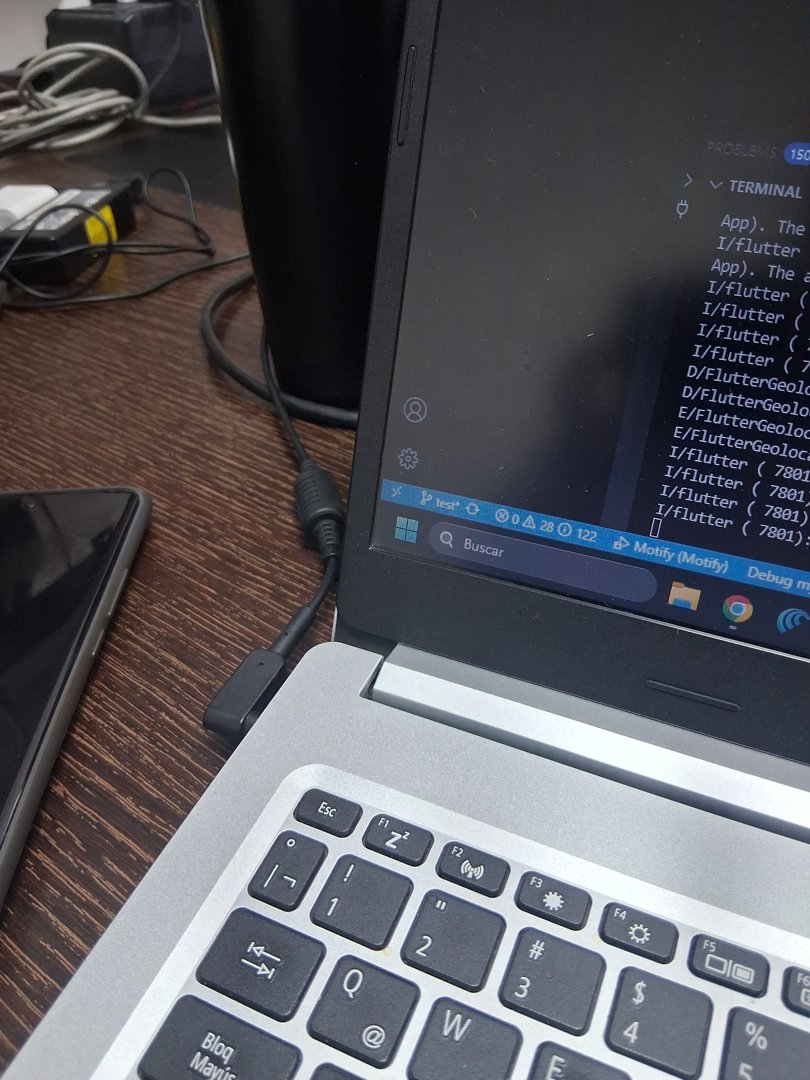 PROBLEMS 150
TERMINAL
App). The
I/flutter
App). The a
I/flutter (
I/flutter (
I/flutter (
I/flutter ( 7
D/FlutterGeoloc
D/FlutterGeoloc
E/FlutterGeoloc
E/FlutterGeoloca
I/flutter ( 7801
I/flutter ( 7801)
I/flutter ( 7801)
I/flutter ( 7801):
test* 0 28 122 Motify (Motify) Debug m
Buscar
Esc F1 Zz F2 F3 F4 F5 F6
° | ¬ ! 1 " 2 # 3 $ 4 % 5
Q @ W E
Bloq
Mayús